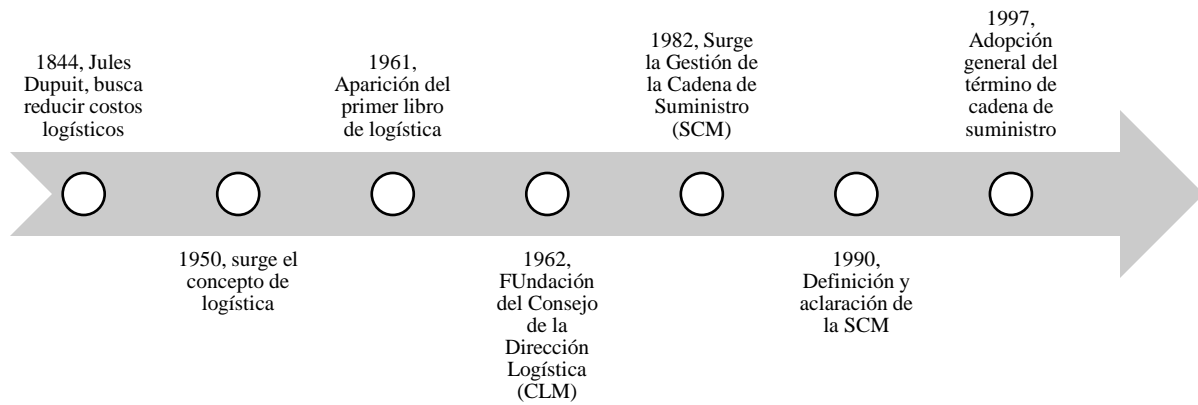 1844, Jules
Dupuit, busca
reducir costos
logísticos
1950, surge el
concepto de
logística
1961,
Aparición del
primer libro
de logística
1962,
FUndación
del Consejo
de la
Dirección
Logística
(CLM)
1982, Surge
la Gestión de
la Cadena de
Suministro
(SCM)
1990,
Definición y
aclaración de
la SCM
1997,
Adopción
general del
término de
cadena de
suministro